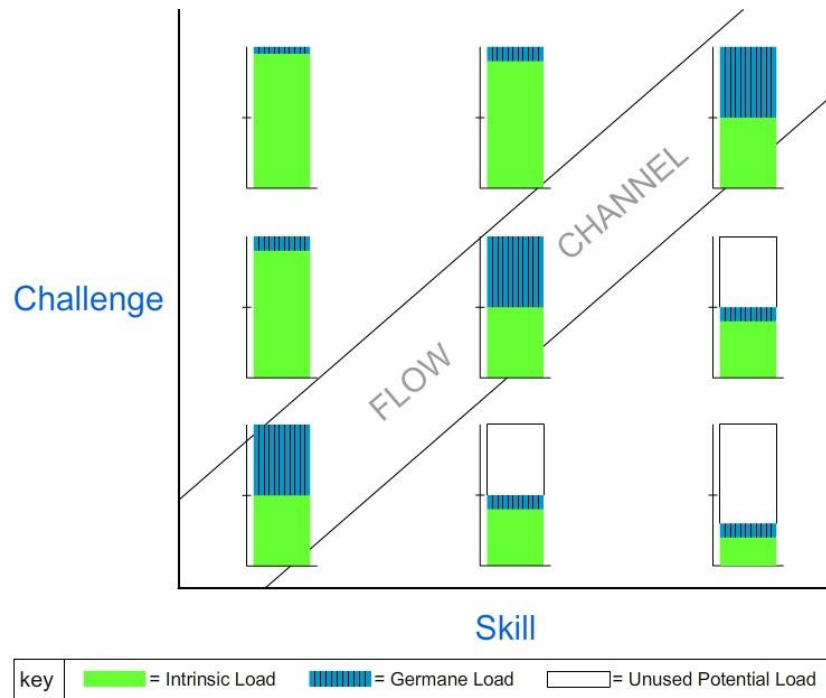 CHANNEL
Challenge
FLOW
Skill
key = Intrinsic Load = Germane Load = Unused Potential Load